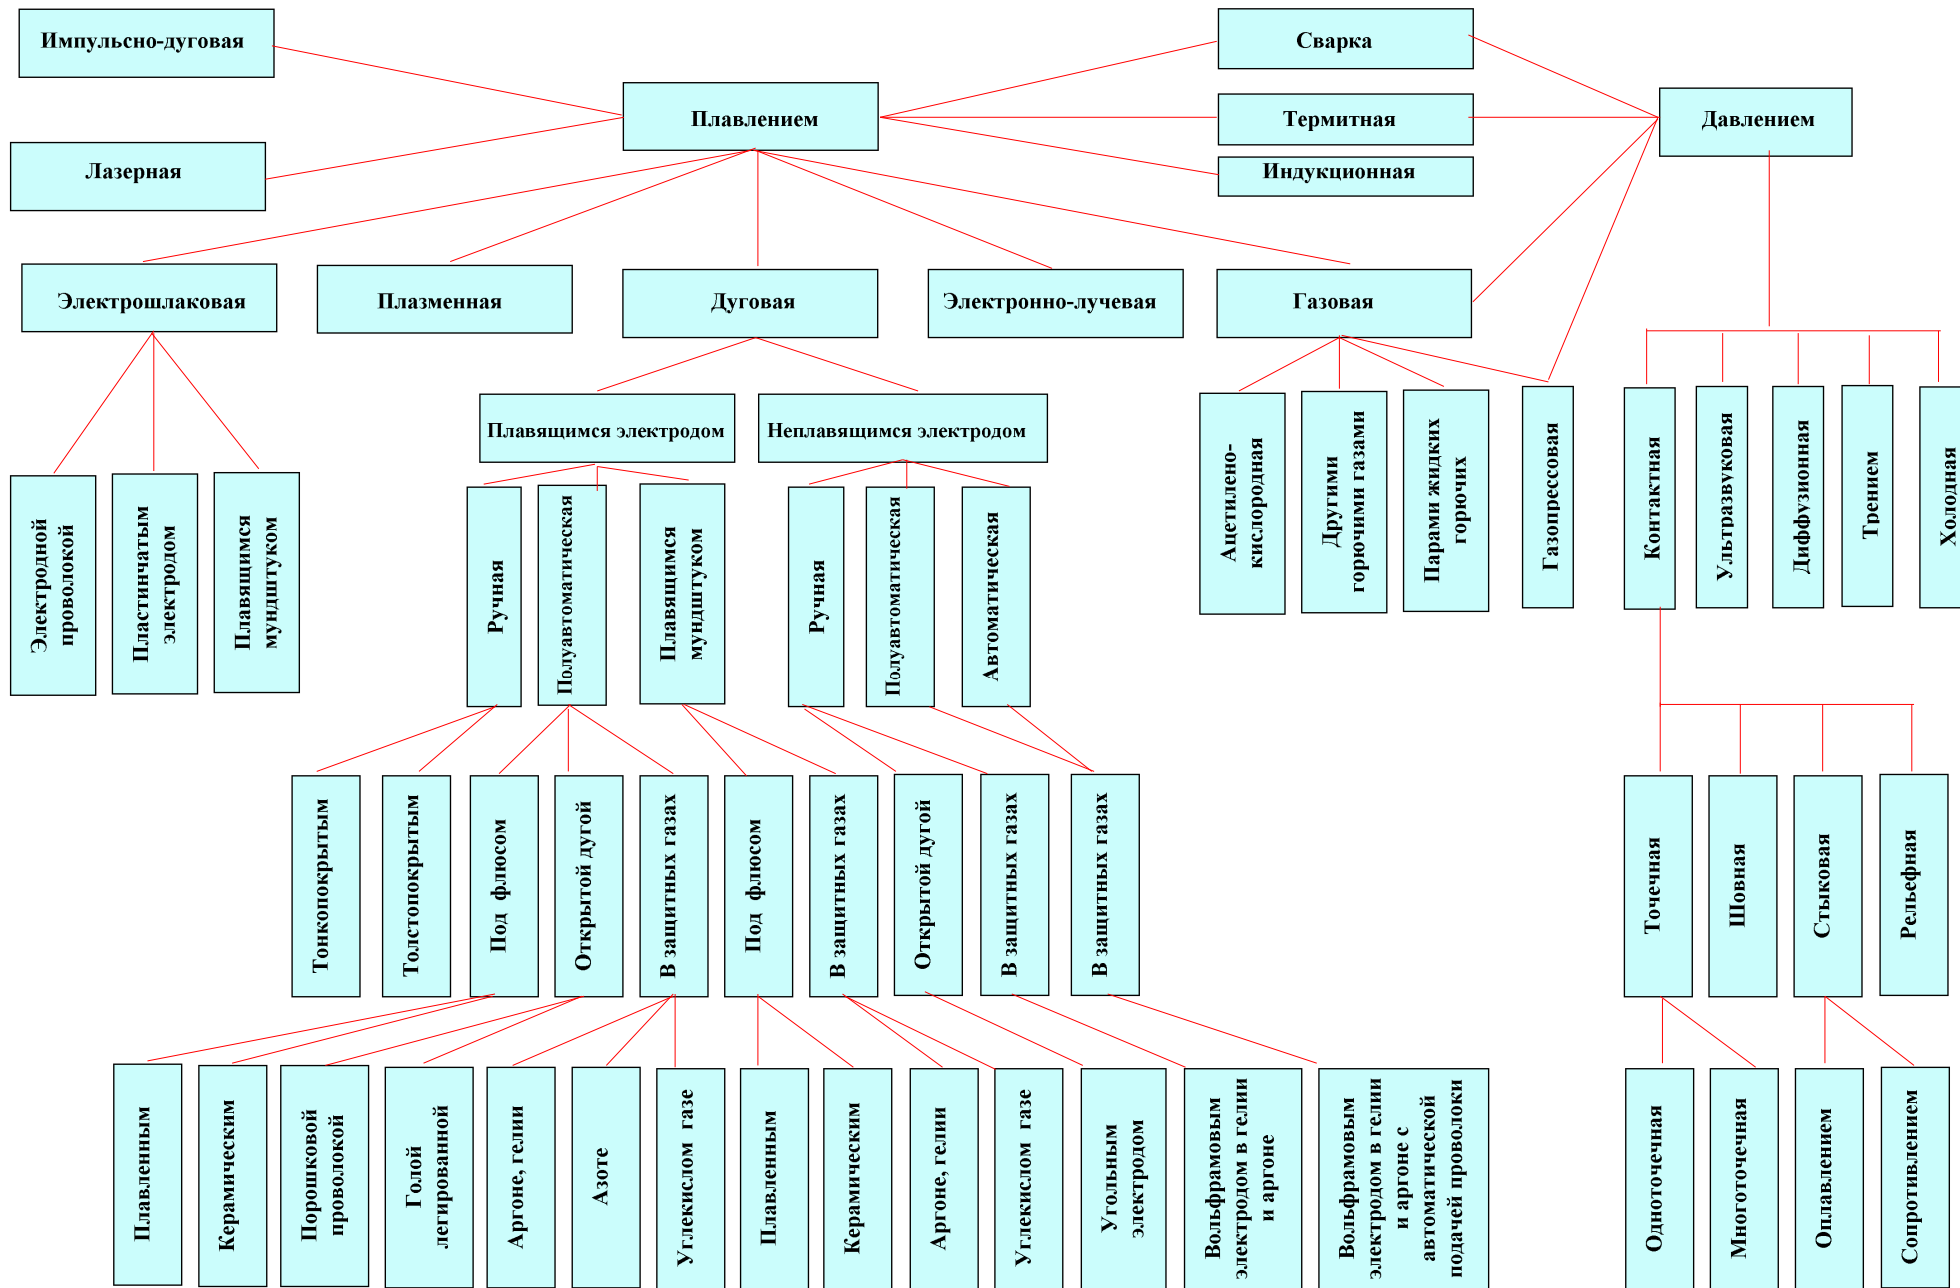 Импульсно-дуговая
Сварка
Плавлением
Термитная
Давлением
Лазерная
Индукционная
Электрошлаковая
Плазменная
Дуговая
Электронно-лучевая
Газовая
Плавящимся электродом
Неплавящимся электродом
Электродной
проволокой
Пластинчатым
электродом
Плавящимся
мундштуком
Ручная
Полуавтоматическая
Плавящимся
мундштуком
Ручная
Полуавтоматическая
Автоматическая
Ацетилено-
кислородная
Другими
горючими газами
Парами жидких
горючих
Газопрессовая
Контактная
Ультразвуковая
Диффузионная
Трением
Холодная
Тонкопокрытым
Толстопокрытым
Под флюсом
Открытой дугой
В защитных газах
Под флюсом
В защитных газах
Открытой дугой
В защитных газах
В защитных газах
Точечная
Шовная
Стыковая
Рельефная
Плавленным
Керамическим
Порошковой
проволокой
Голой
легированной
Аргоне, гелии
Азоте
Углекислом газе
Плавленным
Керамическим
Аргоне, гелии
Углекислом газе
Угольным
электродом
Вольфрамовым
электродом в гелии
и аргоне
Вольфрамовым
электродом в гелии
и аргоне с
автоматической
подачей проволоки
Одноточечная
Многоточечная
Оплавлением
Сопротивлением